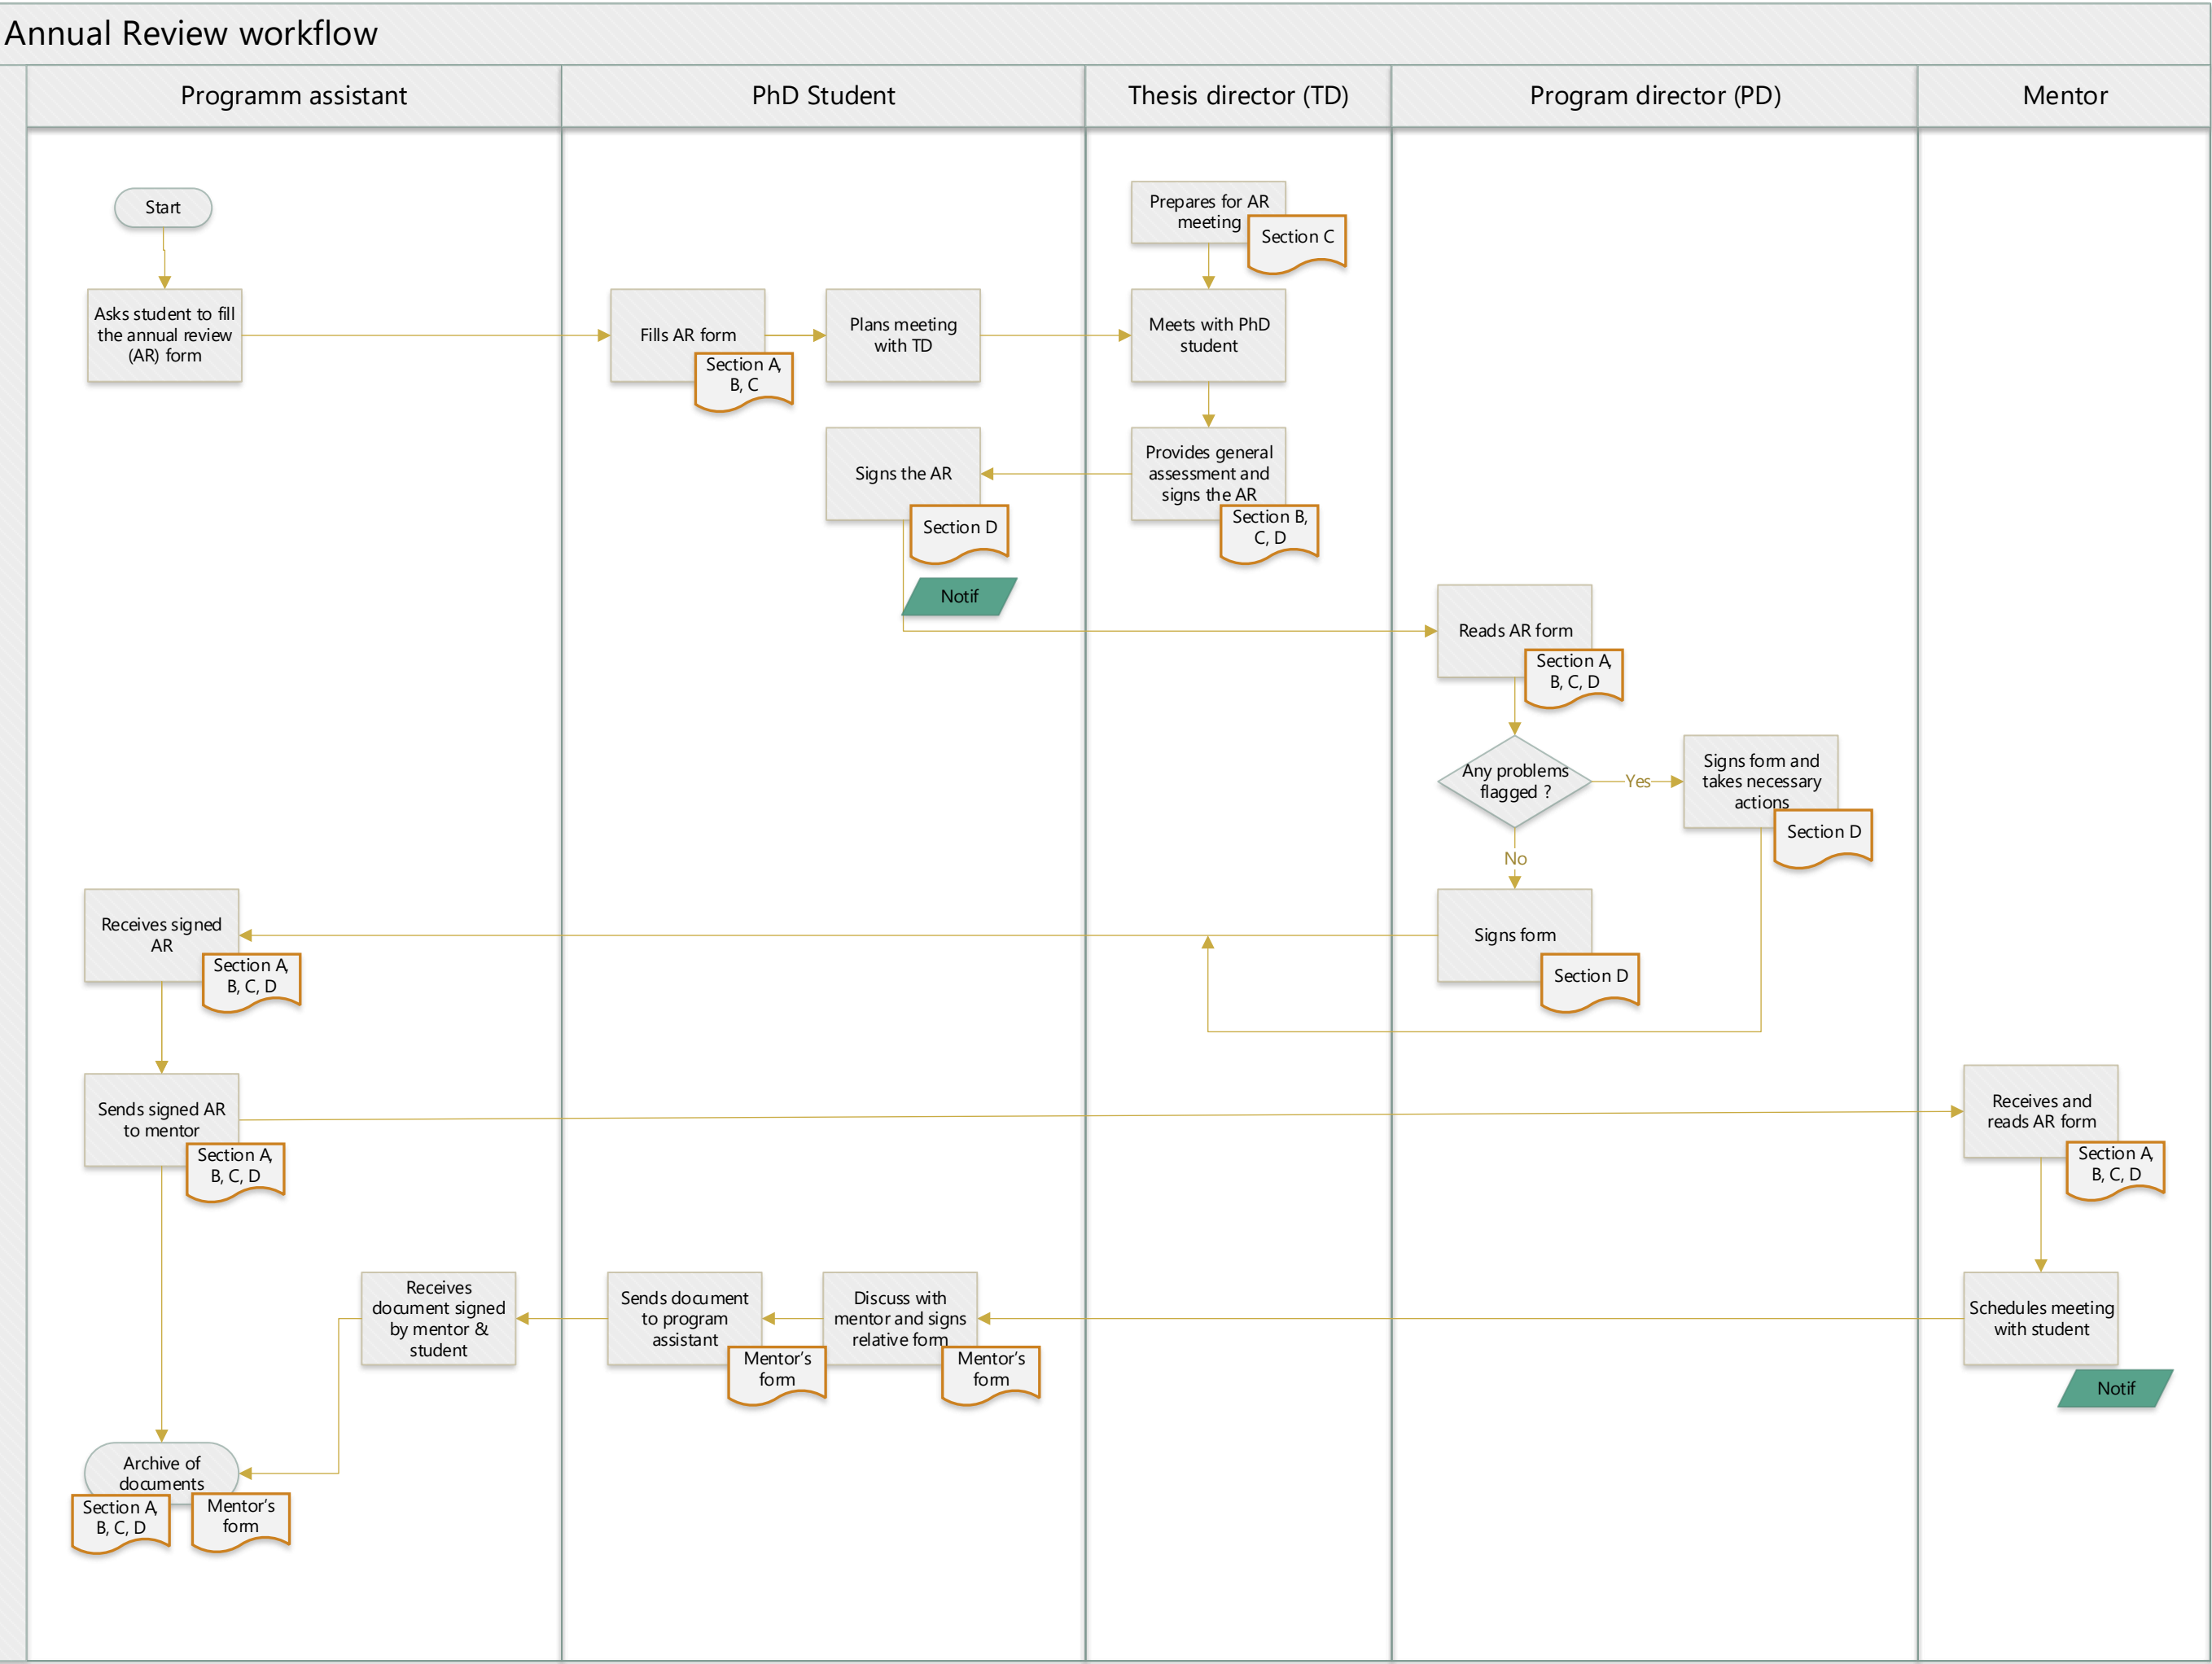 Annual Review workflow
Programm assistant
PhD Student
Thesis director (TD)
Program director (PD)
Mentor
Start
Prepares for AR
meeting
Section C
Asks student to fill
the annual review
(AR) form
Fills AR form
Section A,
B, C
Plans meeting
with TD
Meets with PhD
student
Signs the AR
Section D
Provides general
assessment and
signs the AR
Section B,
C, D
Notif
Reads AR form
Section A,
B, C, D
Any problems
flagged ?
Yes
Signs form and
takes necessary
actions
Section D
No
Receives signed
AR
Section A,
B, C, D
Signs form
Section D
Sends signed AR
to mentor
Section A,
B, C, D
Receives and
reads AR form
Section A,
B, C, D
Receives
document signed
by mentor &
student
Sends document
to program
assistant
Mentor's
form
Discuss with
mentor and signs
relative form
Mentor's
form
Schedules meeting
with student
Notif
Archive of
documents
Section A,
B, C, D
Mentor's
form